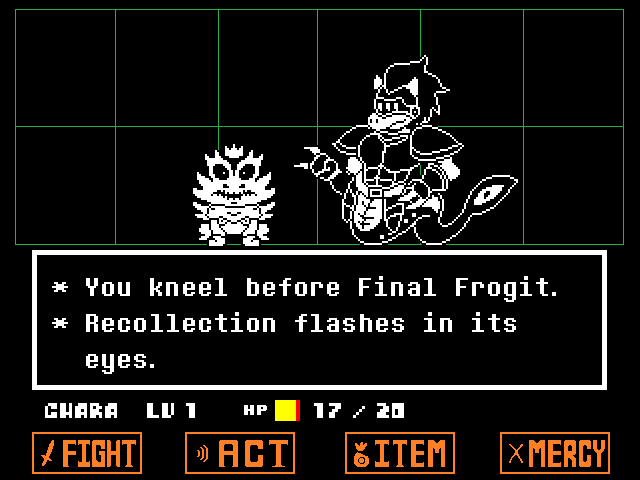 * You kneel before Final Frogit.
* Recollection flashes in its
eyes.
CHARA LV 1 HP 17 / 20
FIGHT ACT ITEM MERCY